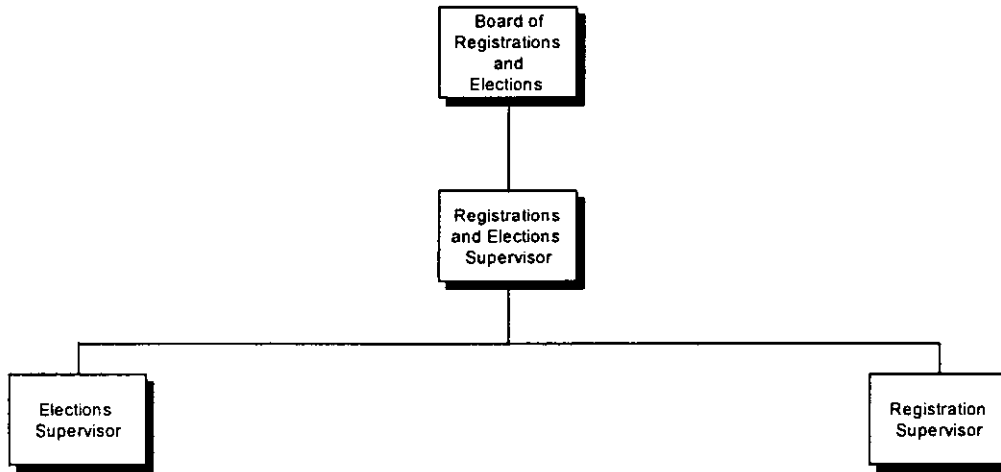 Board of
Registrations
and
Elections
Registrations
and Elections
Supervisor
Elections
Supervisor
Registration
Supervisor